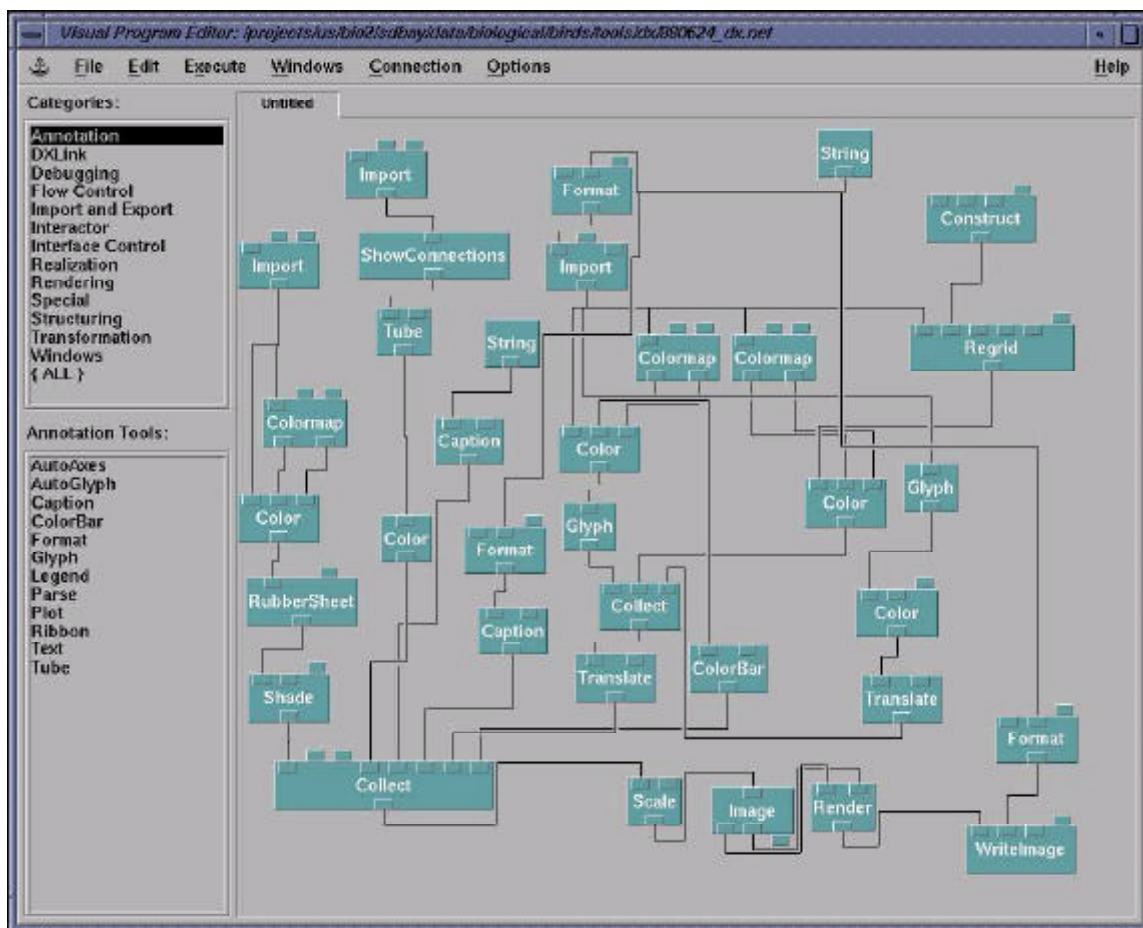 Visual Program Editor: /projects/us/bio2/sdbay/data/biological/birds/tools/dx/980624_dx.net
File Edit Execute Windows Connection Options Help
Categories:
Annotation
DXLink
Debugging
Flow Control
Import and Export
Interactor
Interface Control
Realization
Rendering
Special
Structuring
Transformation
Windows
{ ALL }
Annotation Tools:
AutoAxes
AutoGlyph
Caption
ColorBar
Format
Glyph
Legend
Parse
Plot
Ribbon
Text
Tube
Untitled
String
Import
Format
Construct
ShowConnections
Import
Import
Tube
String
Colormap
Colormap
Regrid
Colormap
Caption
Color
Glyph
Color
Color
Color
Glyph
Format
RubberSheet
Collect
Color
Caption
Translate
ColorBar
Shade
Translate
Format
Collect
Scale
Image
Render
WriteImage